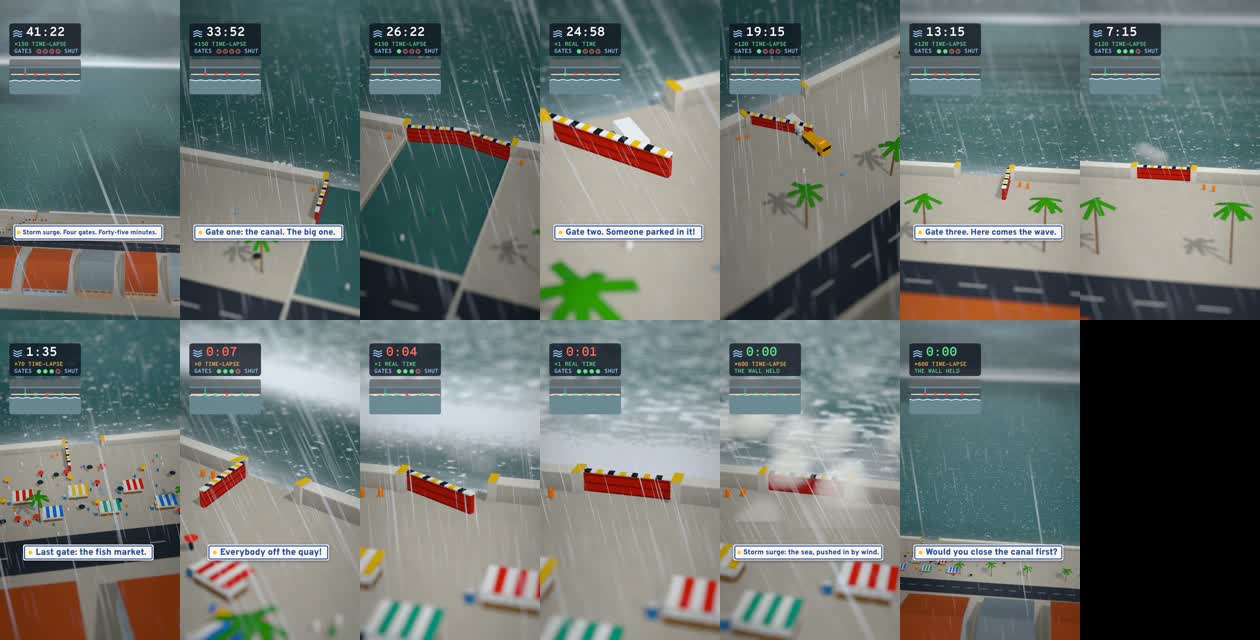 41:22
×150 TIME-LAPSE
GATES SHUT
Storm surge. Four gates. Forty-five minutes.
33:52
×150 TIME-LAPSE
GATES SHUT
Gate one: the canal. The big one.
26:22
×150 TIME-LAPSE
GATES SHUT
24:58
×1 REAL TIME
GATES SHUT
Gate two. Someone parked in it!
19:15
×120 TIME-LAPSE
GATES SHUT
13:15
×120 TIME-LAPSE
GATES SHUT
Gate three. Here comes the wave.
7:15
×120 TIME-LAPSE
GATES SHUT
1:35
×70 TIME-LAPSE
GATES SHUT
Last gate: the fish market.
0:07
×8 TIME-LAPSE
GATES SHUT
Everybody off the quay!
0:04
×1 REAL TIME
GATES SHUT
0:01
×1 REAL TIME
GATES SHUT
0:00
×600 TIME-LAPSE
THE WALL HELD
Storm surge: the sea, pushed in by wind.
0:00
×600 TIME-LAPSE
THE WALL HELD
Would you close the canal first?